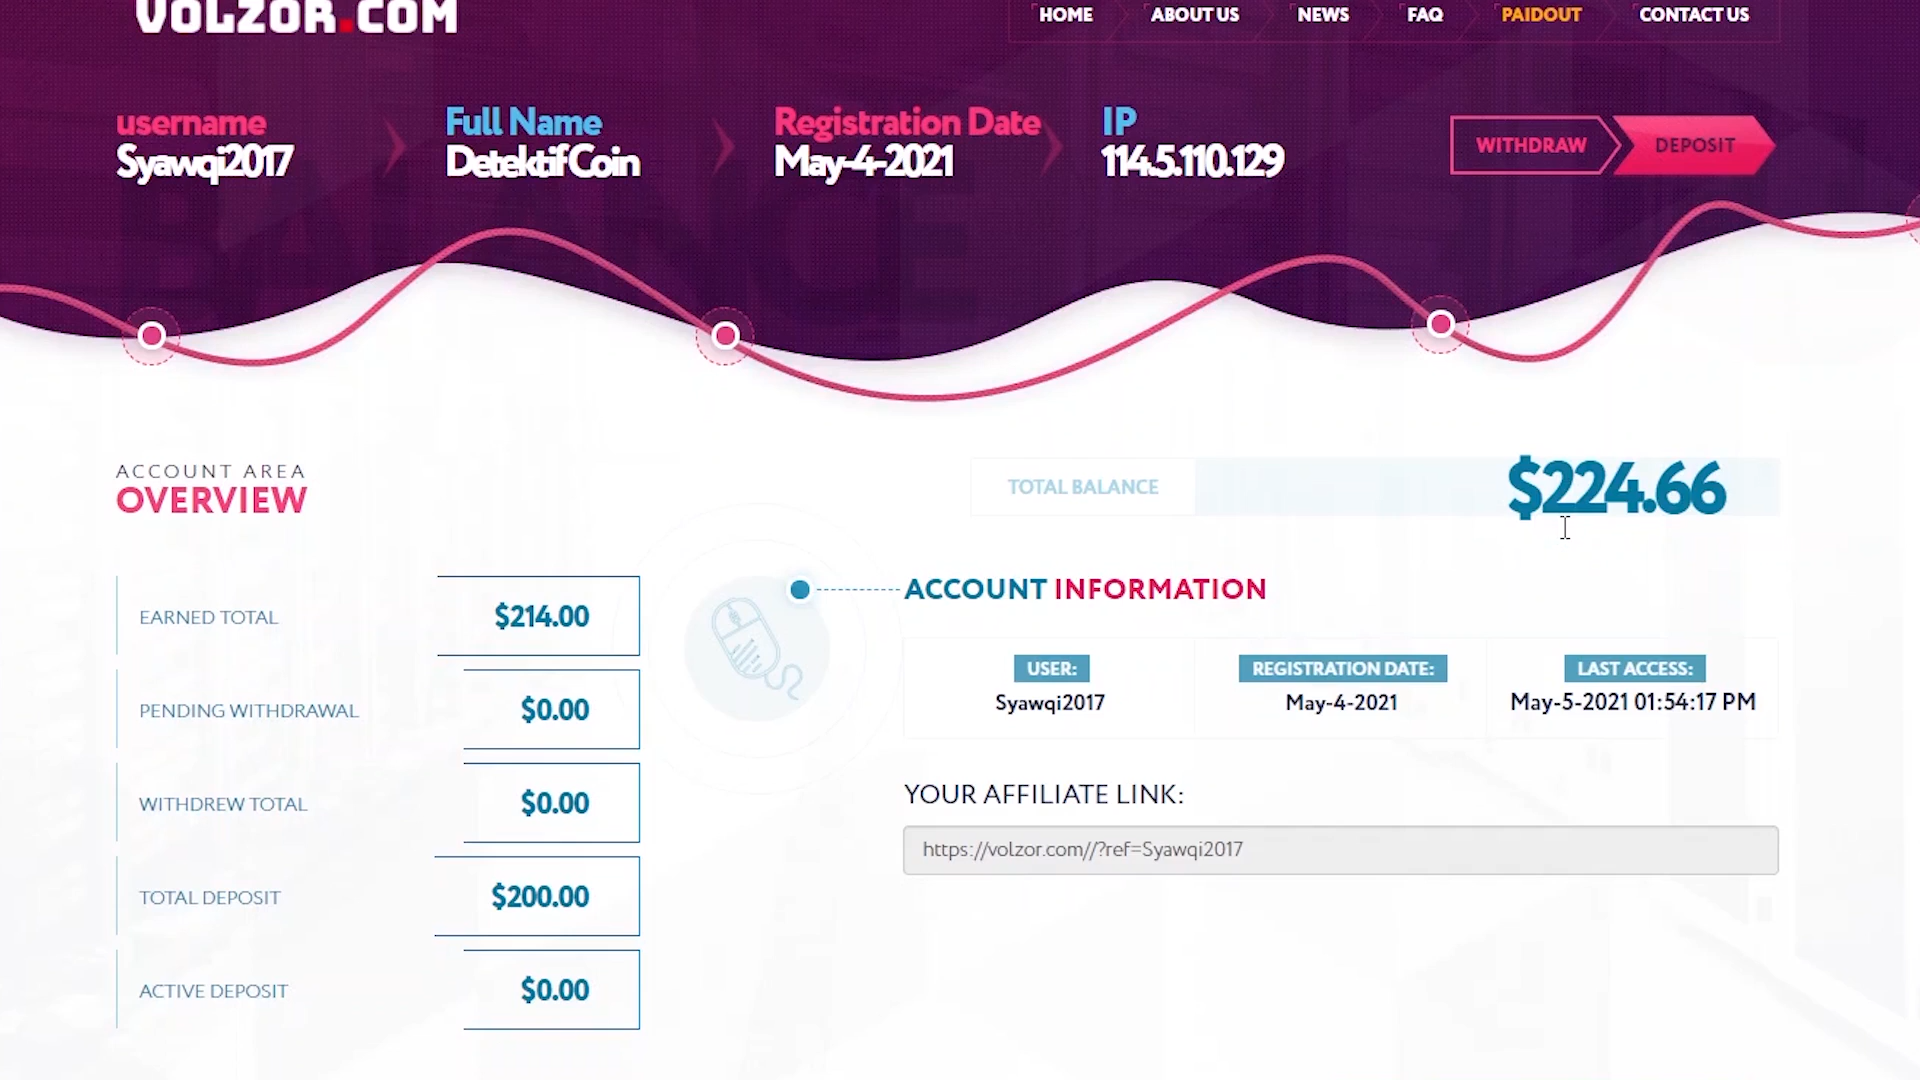 VOLZOR.COM
HOME
ABOUT US
NEWS
FAQ
PAIDOUT
CONTACT US
username
Syawqi2017
Full Name
Detektif Coin
Registration Date
May-4-2021
IP
114.5.110.129
WITHDRAW
DEPOSIT
ACCOUNT AREA
OVERVIEW
TOTAL BALANCE
$224.66
EARNED TOTAL
$214.00
PENDING WITHDRAWAL
$0.00
WITHDREW TOTAL
$0.00
TOTAL DEPOSIT
$200.00
ACTIVE DEPOSIT
$0.00
ACCOUNT INFORMATION
USER:
Syawqi2017
REGISTRATION DATE:
May-4-2021
LAST ACCESS:
May-5-2021 01:54:17 PM
YOUR AFFILIATE LINK:
https://volzor.com//?ref=Syawqi2017